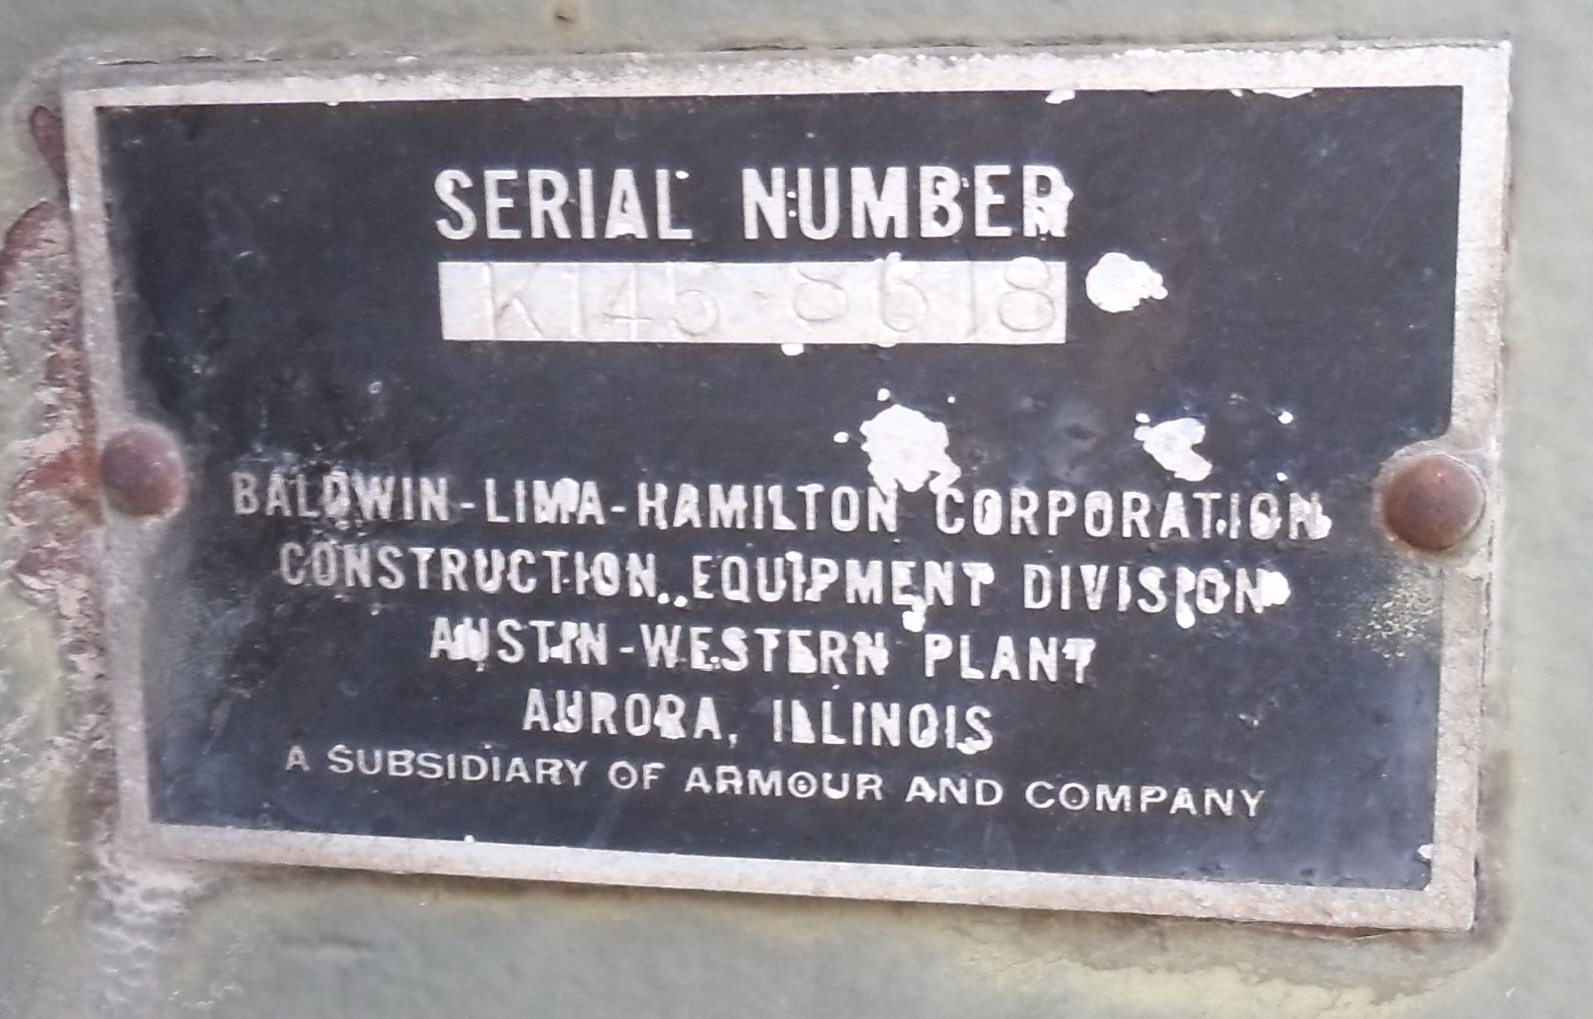 SERIAL NUMBER
K145-8618
BALDWIN-LIMA-HAMILTON CORPORATION
CONSTRUCTION EQUIPMENT DIVISION
AUSTIN-WESTERN PLANT
AURORA, ILLINOIS
A SUBSIDIARY OF ARMOUR AND COMPANY